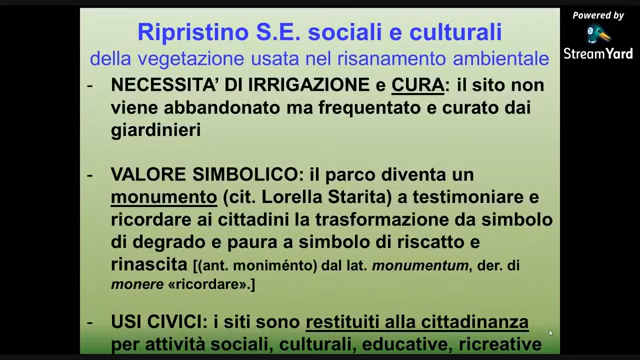 Ripristino S.E. sociali e culturali
della vegetazione usata nel risanamento ambientale
- NECESSITA' DI IRRIGAZIONE e CURA: il sito non
viene abbandonato ma frequentato e curato dai
giardinieri
- VALORE SIMBOLICO: il parco diventa un
monumento (cit. Lorella Starita) a testimoniare e
ricordare ai cittadini la trasformazione da simbolo
di degrado e paura a simbolo di riscatto e
rinascita [(ant. moniménto) dal lat. monumentum, der. di
monere «ricordare».]
- USI CIVICI: i siti sono restituiti alla cittadinanza
per attività sociali, culturali, educative, ricreative
Powered by
StreamYard